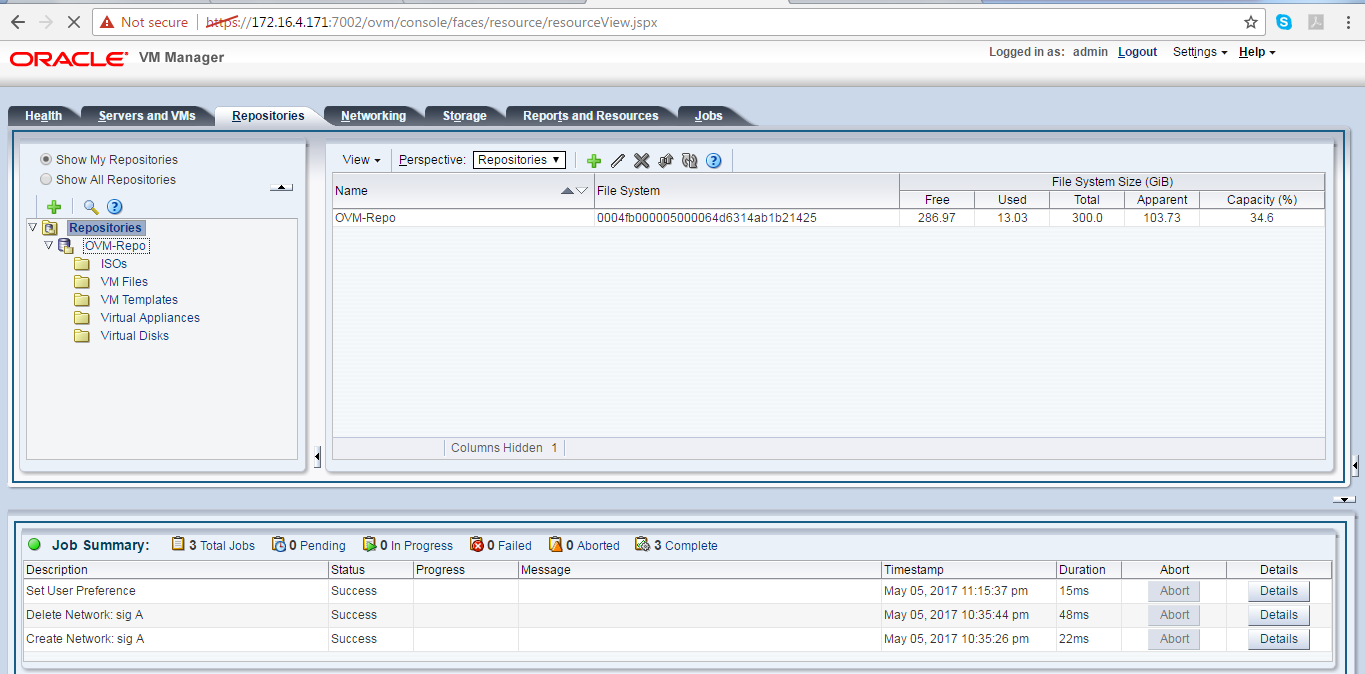 Not secure https://172.16.4.171:7002/ovm/console/faces/resource/resourceView.jspx
ORACLE VM Manager
Logged in as: admin Logout Settings Help
Health Servers and VMs Repositories Networking Storage Reports and Resources Jobs
Show My Repositories
Show All Repositories
Repositories
OVM-Repo
ISOs
VM Files
VM Templates
Virtual Appliances
Virtual Disks
View Perspective: Repositories
Name File System File System Size (GiB)
Free Used Total Apparent Capacity (%)
OVM-Repo 0004fb000005000064d6314ab1b21425 286.97 13.03 300.0 103.73 34.6
Columns Hidden 1
Job Summary: 3 Total Jobs 0 Pending 0 In Progress 0 Failed 0 Aborted 3 Complete
Description Status Progress Message Timestamp Duration Abort Details
Set User Preference Success May 05, 2017 11:15:37 pm 15ms Abort Details
Delete Network: sig A Success May 05, 2017 10:35:44 pm 48ms Abort Details
Create Network: sig A Success May 05, 2017 10:35:26 pm 22ms Abort Details